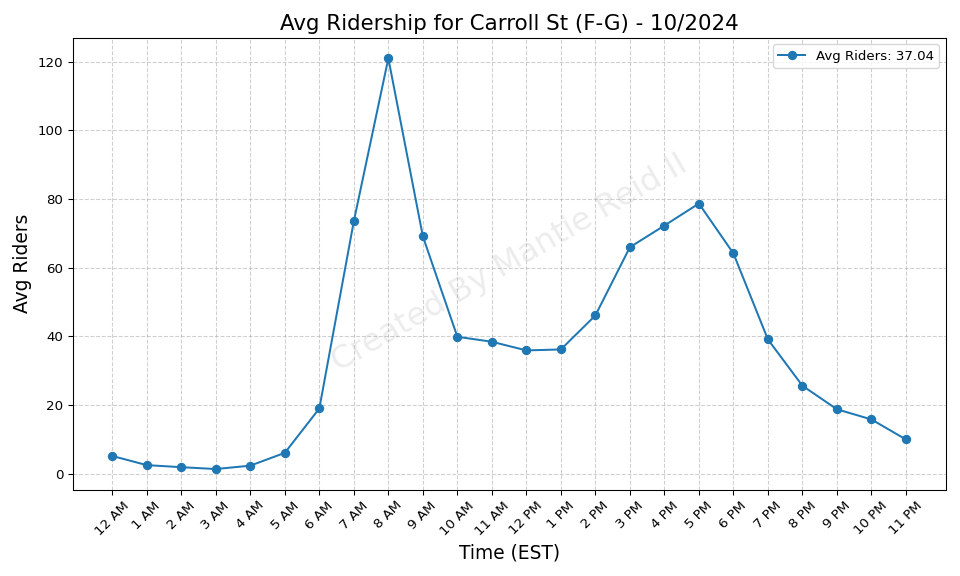 Avg Ridership for Carroll St (F-G) - 10/2024
Avg Riders: 37.04
120
100
80
60
40
20
0
Avg Riders
Created By Mantle Reid II
12 AM
1 AM
2 AM
3 AM
4 AM
5 AM
6 AM
7 AM
8 AM
9 AM
10 AM
11 AM
12 PM
1 PM
2 PM
3 PM
4 PM
5 PM
6 PM
7 PM
8 PM
9 PM
10 PM
11 PM
Time (EST)